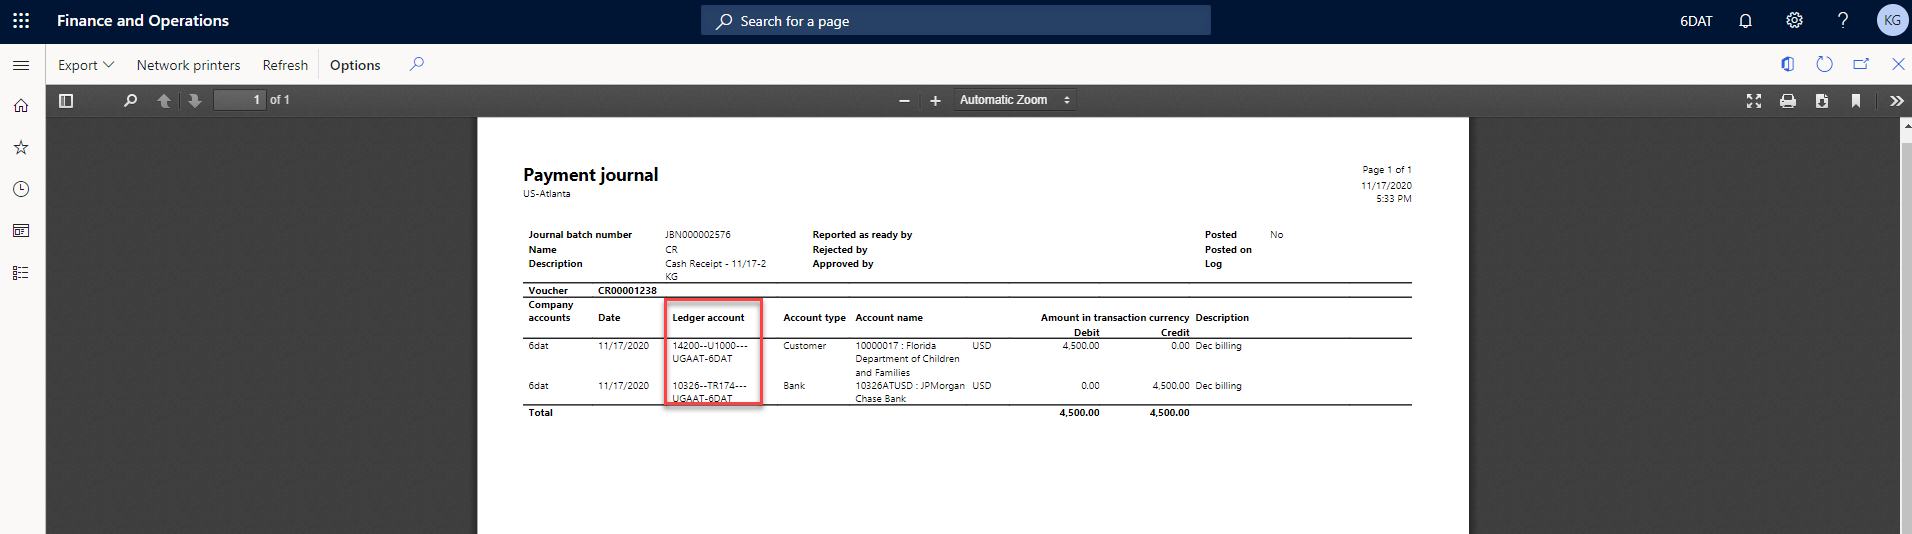 Finance and Operations
Search for a page
6DAT
?
KG
Export
Network printers
Refresh
Options
1 of 1
Automatic Zoom
Payment journal
Page 1 of 1
US-Atlanta
11/17/2020
5:33 PM
Journal batch number JBN000002576 Reported as ready by Posted No
Name CR Rejected by Posted on
Description Cash Receipt - 11/17-2 Approved by Log
KG
Voucher CR00001238
Company
accounts Date Ledger account Account type Account name Amount in transaction currency Description
Debit Credit
6dat 11/17/2020 14200--U1000--- Customer 10000017 : Florida USD 4,500.00 0.00 Dec billing
UGAAT-6DAT Department of Children
and Families
6dat 11/17/2020 10326--TR174--- Bank 10326ATUSD : JPMorgan USD 0.00 4,500.00 Dec billing
UGAAT-6DAT Chase Bank
Total 4,500.00 4,500.00